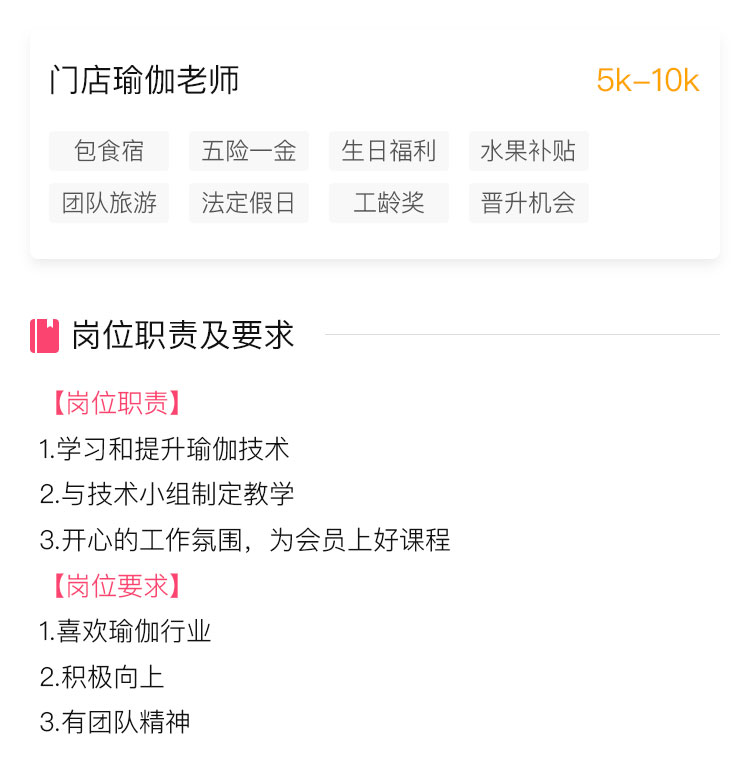 门店瑜伽老师 5k-10k
包食宿 五险一金 生日福利 水果补贴
团队旅游 法定假日 工龄奖 晋升机会
岗位职责及要求
【岗位职责】
1.学习和提升瑜伽技术
2.与技术小组制定教学
3.开心的工作氛围，为会员上好课程
【岗位要求】
1.喜欢瑜伽行业
2.积极向上
3.有团队精神